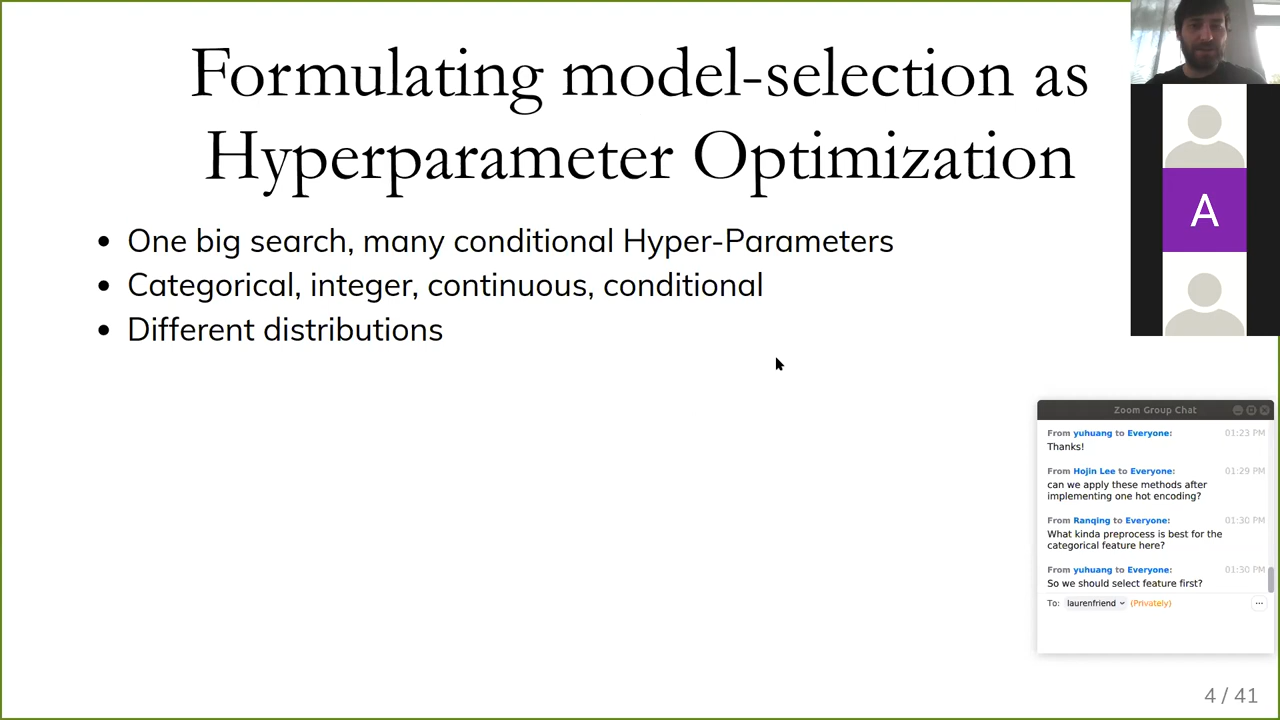 Formulating model-selection as
Hyperparameter Optimization
One big search, many conditional Hyper-Parameters
Categorical, integer, continuous, conditional
Different distributions
A
Zoom Group Chat
From yuhuang to Everyone: 01:23 PM
Thanks!
From Hojin Lee to Everyone: 01:29 PM
can we apply these methods after
implementing one hot encoding?
From Ranqing to Everyone: 01:30 PM
What kinda preprocess is best for the
categorical feature here?
From yuhuang to Everyone: 01:30 PM
So we should select feature first?
To: laurenfriend (Privately) ...
4 / 41